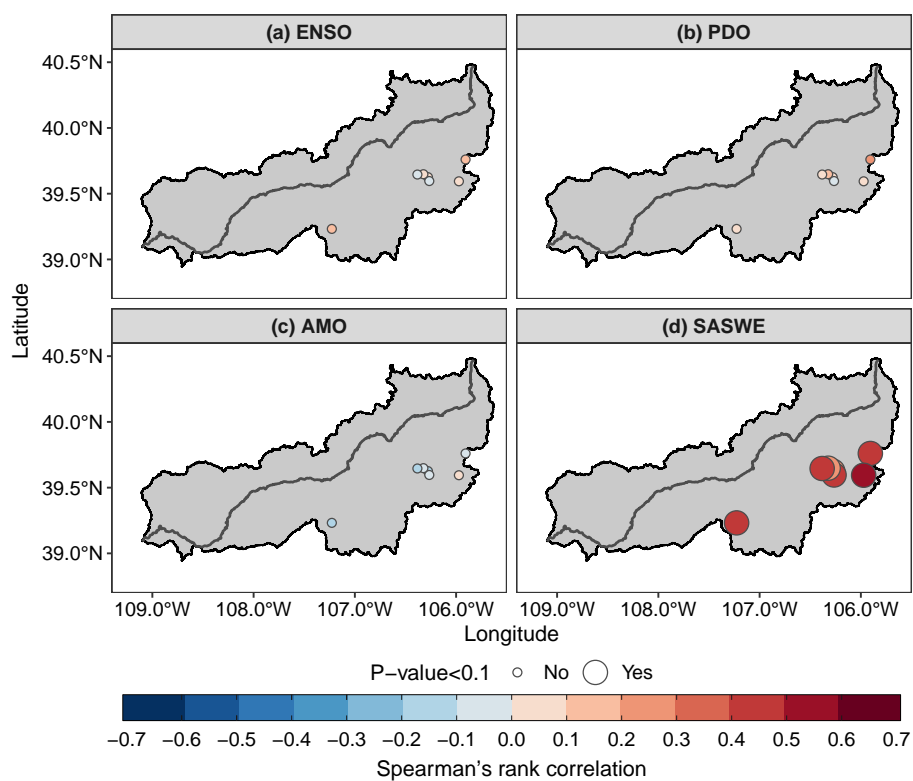 (a) ENSO
(b) PDO
40.5°N
40.0°N
39.5°N
39.0°N
(c) AMO
(d) SASWE
40.5°N
40.0°N
39.5°N
39.0°N
Latitude
109.0°W 108.0°W 107.0°W 106.0°W
109.0°W 108.0°W 107.0°W 106.0°W
Longitude
P−value<0.1 No Yes
−0.7 −0.6 −0.5 −0.4 −0.3 −0.2 −0.1 0.0 0.1 0.2 0.3 0.4 0.5 0.6 0.7
Spearman's rank correlation